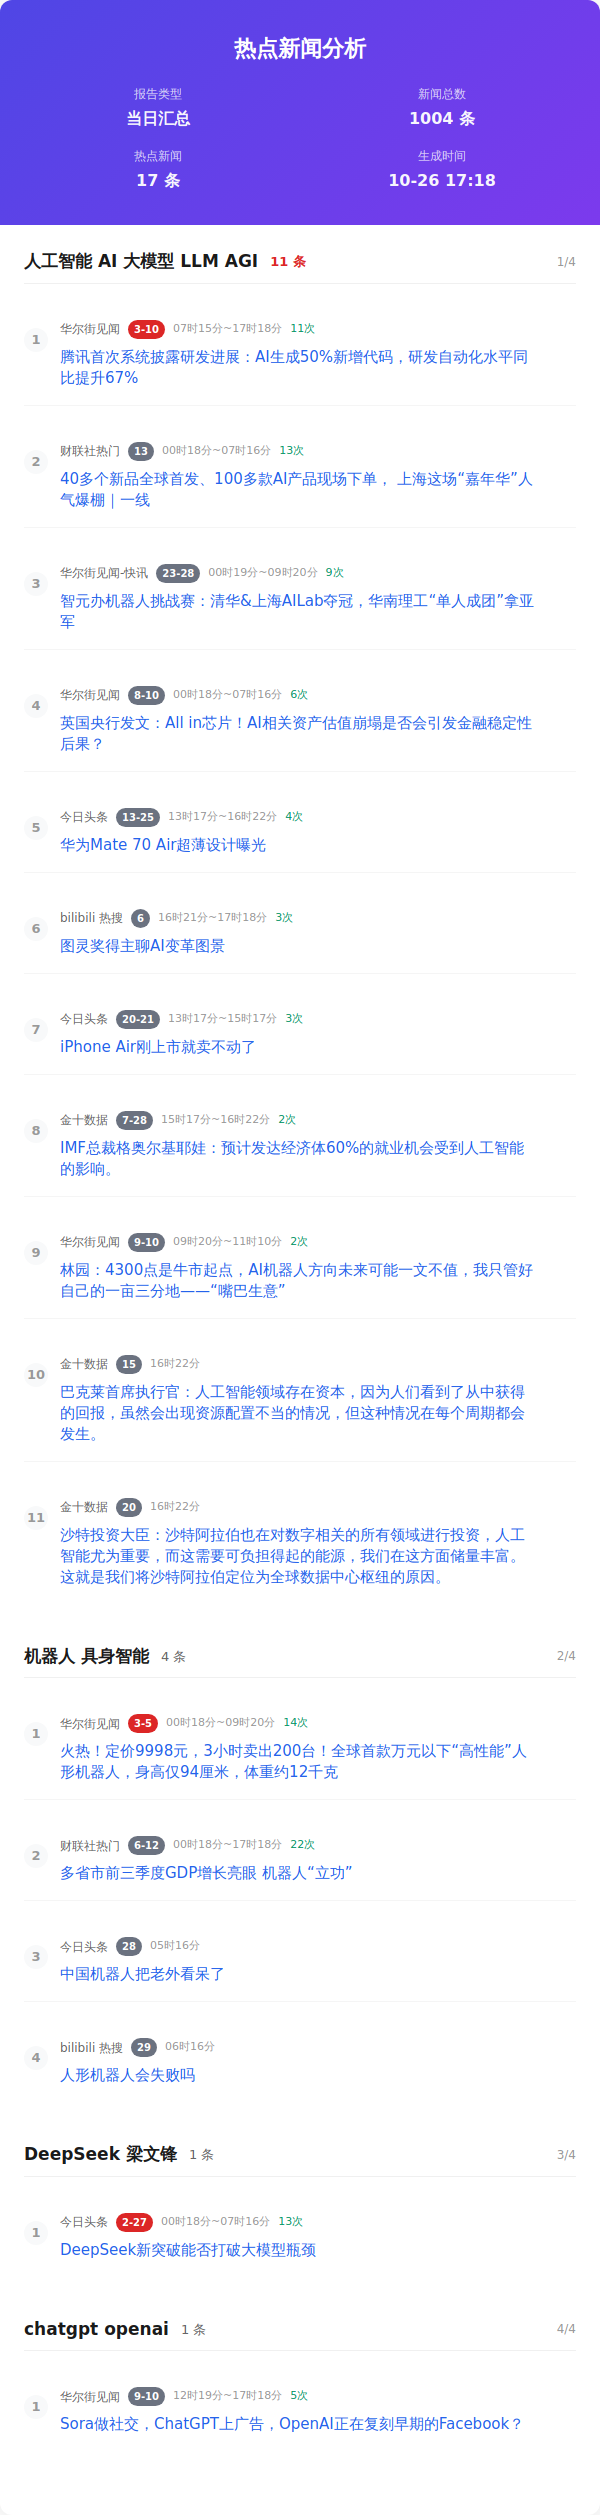 热点新闻分析
报告类型
当日汇总
新闻总数
1004 条
热点新闻
17 条
生成时间
10-26 17:18
人工智能 AI 大模型 LLM AGI 11 条 1/4
1
华尔街见闻 3-10 07时15分~17时18分 11次
腾讯首次系统披露研发进展：AI生成50%新增代码，研发自动化水平同
比提升67%
2
财联社热门 13 00时18分~07时16分 13次
40多个新品全球首发、100多款AI产品现场下单， 上海这场“嘉年华”人
气爆棚｜一线
3
华尔街见闻-快讯 23-28 00时19分~09时20分 9次
智元办机器人挑战赛：清华&上海AILab夺冠，华南理工“单人成团”拿亚
军
4
华尔街见闻 8-10 00时18分~07时16分 6次
英国央行发文：All in芯片！AI相关资产估值崩塌是否会引发金融稳定性
后果？
5
今日头条 13-25 13时17分~16时22分 4次
华为Mate 70 Air超薄设计曝光
6
bilibili 热搜 6 16时21分~17时18分 3次
图灵奖得主聊AI变革图景
7
今日头条 20-21 13时17分~15时17分 3次
iPhone Air刚上市就卖不动了
8
金十数据 7-28 15时17分~16时22分 2次
IMF总裁格奥尔基耶娃：预计发达经济体60%的就业机会受到人工智能
的影响。
9
华尔街见闻 9-10 09时20分~11时10分 2次
林园：4300点是牛市起点，AI机器人方向未来可能一文不值，我只管好
自己的一亩三分地——“嘴巴生意”
10
金十数据 15 16时22分
巴克莱首席执行官：人工智能领域存在资本，因为人们看到了从中获得
的回报，虽然会出现资源配置不当的情况，但这种情况在每个周期都会
发生。
11
金十数据 20 16时22分
沙特投资大臣：沙特阿拉伯也在对数字相关的所有领域进行投资，人工
智能尤为重要，而这需要可负担得起的能源，我们在这方面储量丰富。
这就是我们将沙特阿拉伯定位为全球数据中心枢纽的原因。
机器人 具身智能 4 条 2/4
1
华尔街见闻 3-5 00时18分~09时20分 14次
火热！定价9998元，3小时卖出200台！全球首款万元以下“高性能”人
形机器人，身高仅94厘米，体重约12千克
2
财联社热门 6-12 00时18分~17时18分 22次
多省市前三季度GDP增长亮眼 机器人“立功”
3
今日头条 28 05时16分
中国机器人把老外看呆了
4
bilibili 热搜 29 06时16分
人形机器人会失败吗
DeepSeek 梁文锋 1 条 3/4
1
今日头条 2-27 00时18分~07时16分 13次
DeepSeek新突破能否打破大模型瓶颈
chatgpt openai 1 条 4/4
1
华尔街见闻 9-10 12时19分~17时18分 5次
Sora做社交，ChatGPT上广告，OpenAI正在复刻早期的Facebook？